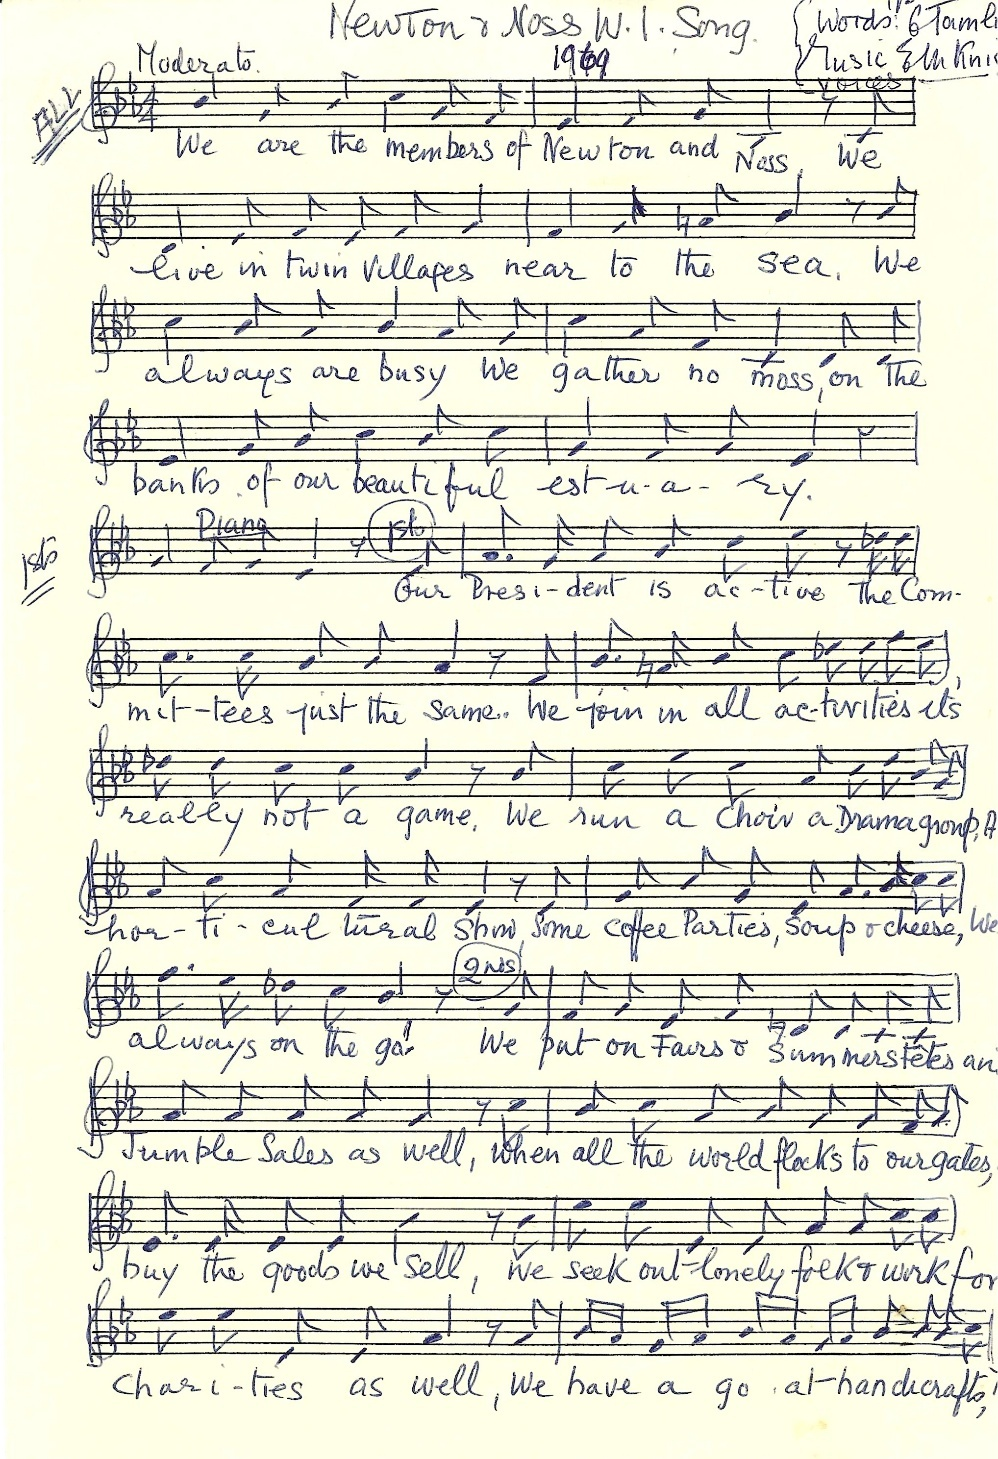 Newton & Noss W.I. Song.
Words: E Tamli
1969
Music E.M. Kni
Moderato.
voices
ALL
We are the members of Newton and Noss, We
live in twin villages near to the sea. We
always are busy We gather no moss, on the
banks of our beautiful est-u-a-ry.
Piano
1sts
1sts
Our Presi-dent is ac-tive The Com-
mit-tees just the same.. We join in all ac-tivities its
really not a game. We run a Choir a Drama group, A
hor-ti-cul tural Show Some coffee Parties, Soup & cheese, We
2nds
always on the go! We put on Fairs & Summers Fetes an
Jumple Sales as well, when all the world flocks to our gates,
buy the goods we sell, We seek out lonely folk & work for
Chari-ties as well, We have a go at handicrafts,